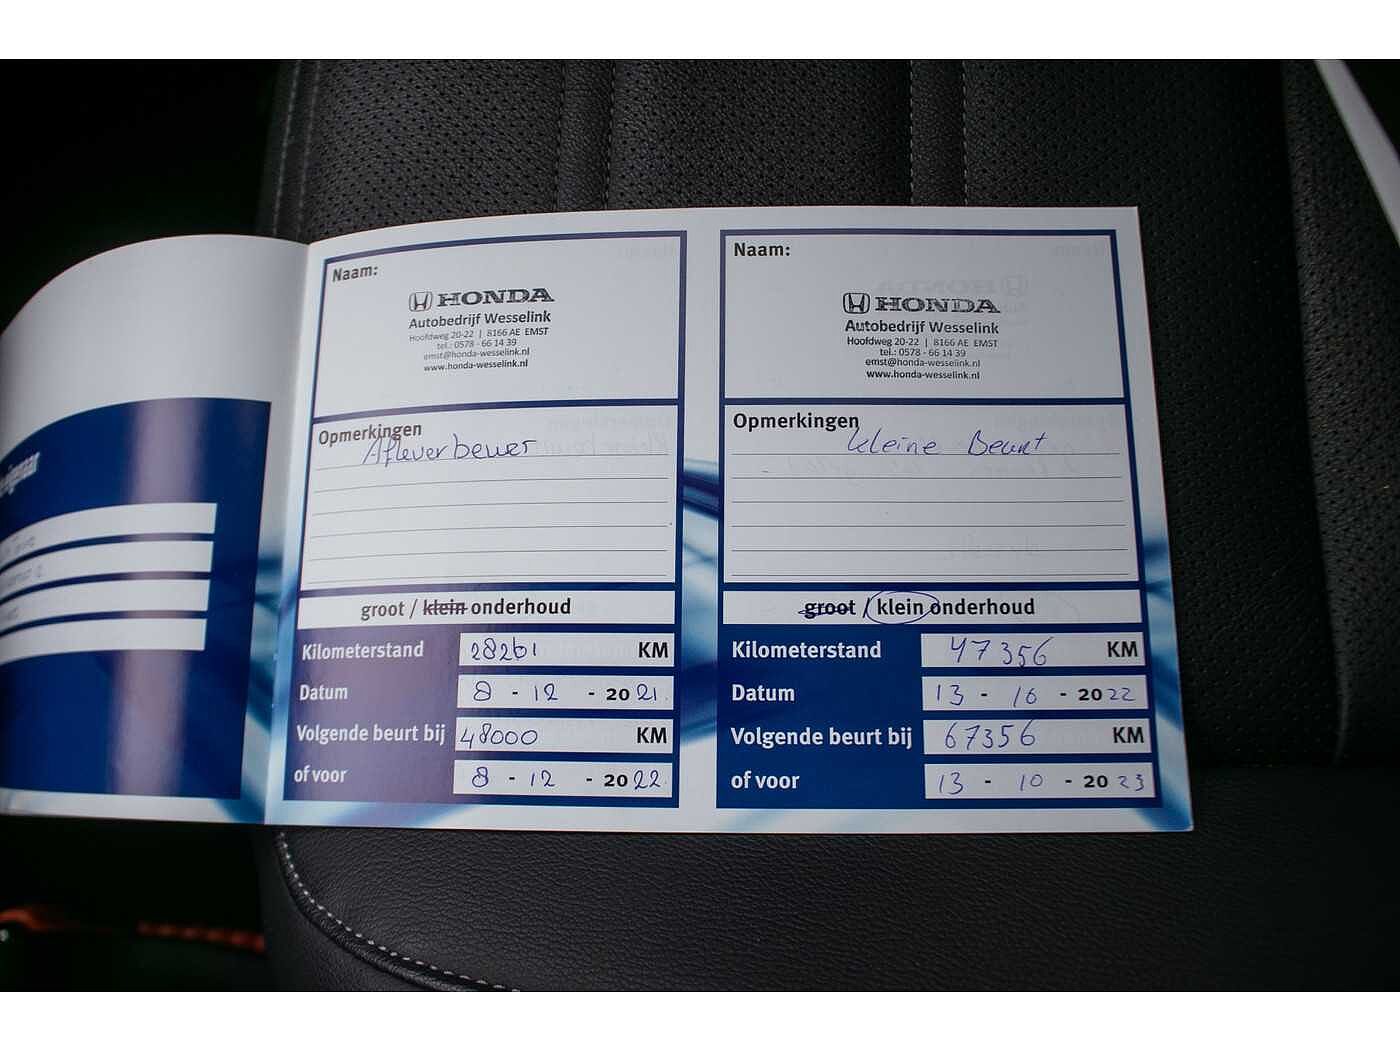 Naam:
HONDA
Autobedrijf Wesselink
Hoofdweg 20-22 | 8166 AE EMST
tel.: 0578 - 66 14 39
emst@honda-wesselink.nl
www.honda-wesselink.nl
Opmerkingen
Afleverbeurt
groot / klein onderhoud
Kilometerstand 28261 KM
Datum 8 - 12 - 2021
Volgende beurt bij 48000 KM
of voor 8 - 12 - 2022
Naam:
HONDA
Autobedrijf Wesselink
Hoofdweg 20-22 | 8166 AE EMST
tel.: 0578 - 66 14 39
emst@honda-wesselink.nl
www.honda-wesselink.nl
Opmerkingen
kleine Beurt
groot / klein onderhoud
Kilometerstand 47356 KM
Datum 13 - 10 - 2022
Volgende beurt bij 67356 KM
of voor 13 - 10 - 2023